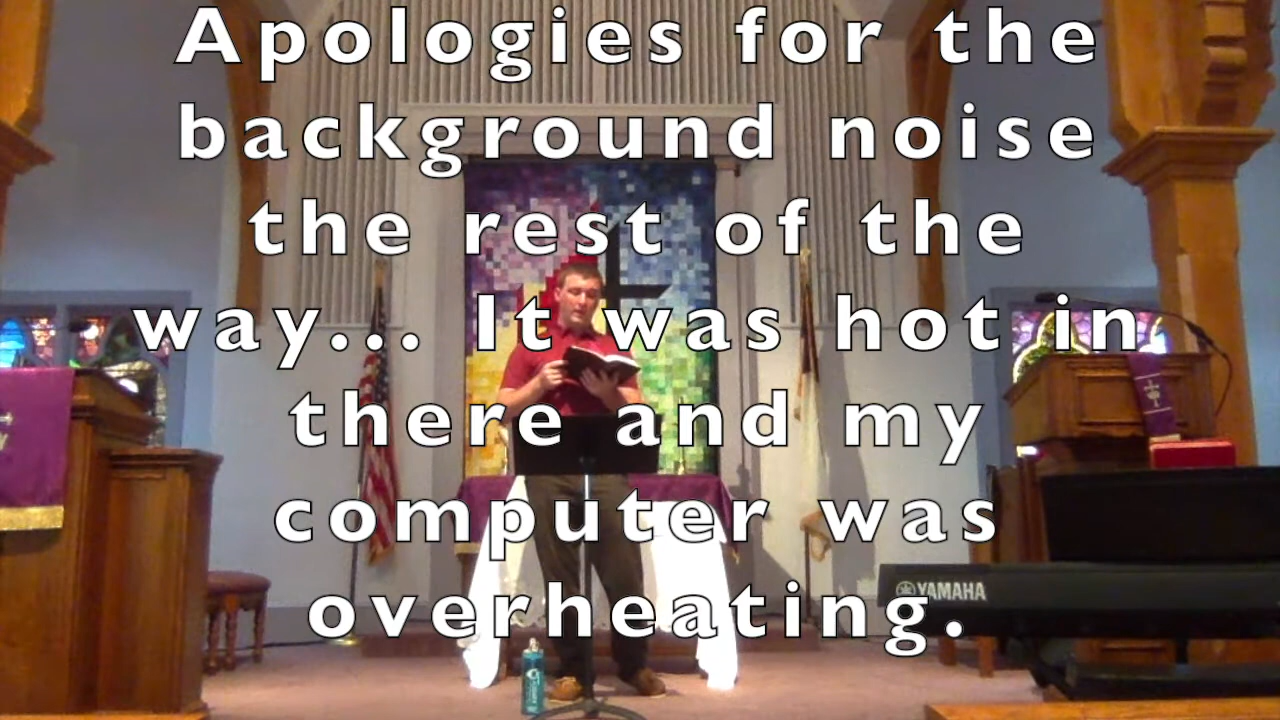 Apologies for the
background noise
the rest of the
way... It was hot in
there and my
computer was
overheating.
YAMAHA